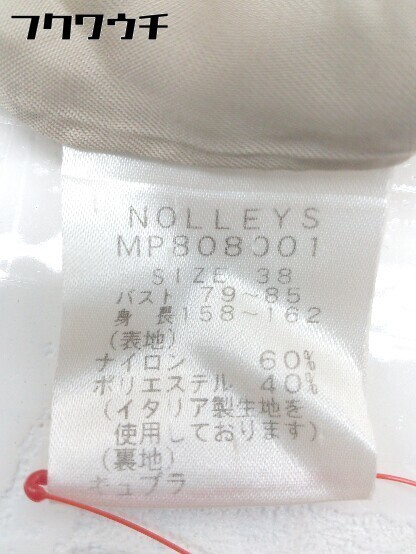 フクワウチ
NOLLEYS
MP808001
SIZE 38
バスト 79～85
身 長 158～162
(表地)
ナイロン 60%
ポリエステル 40%
(イタリア製生地を
使用しております)
(裏地)
キュプラ